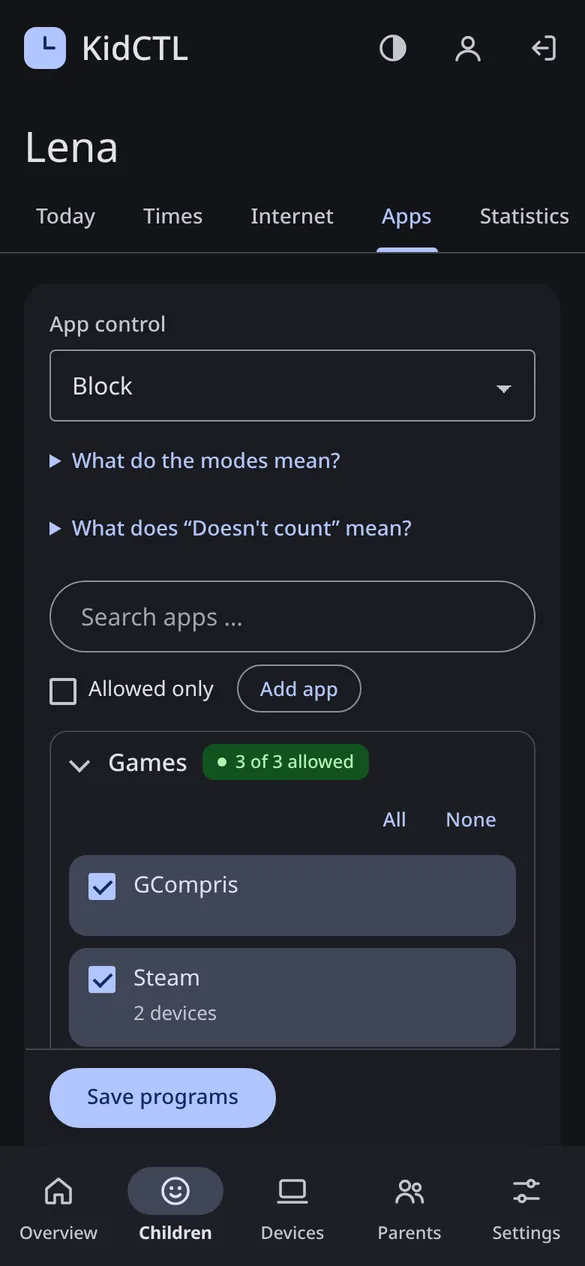 KidCTL
Lena
Today Times Internet Apps Statistics
App control
Block
What do the modes mean?
What does “Doesn't count” mean?
Search apps ...
Allowed only Add app
Games 3 of 3 allowed
All None
GCompris
Steam
2 devices
Save programs
Overview Children Devices Parents Settings